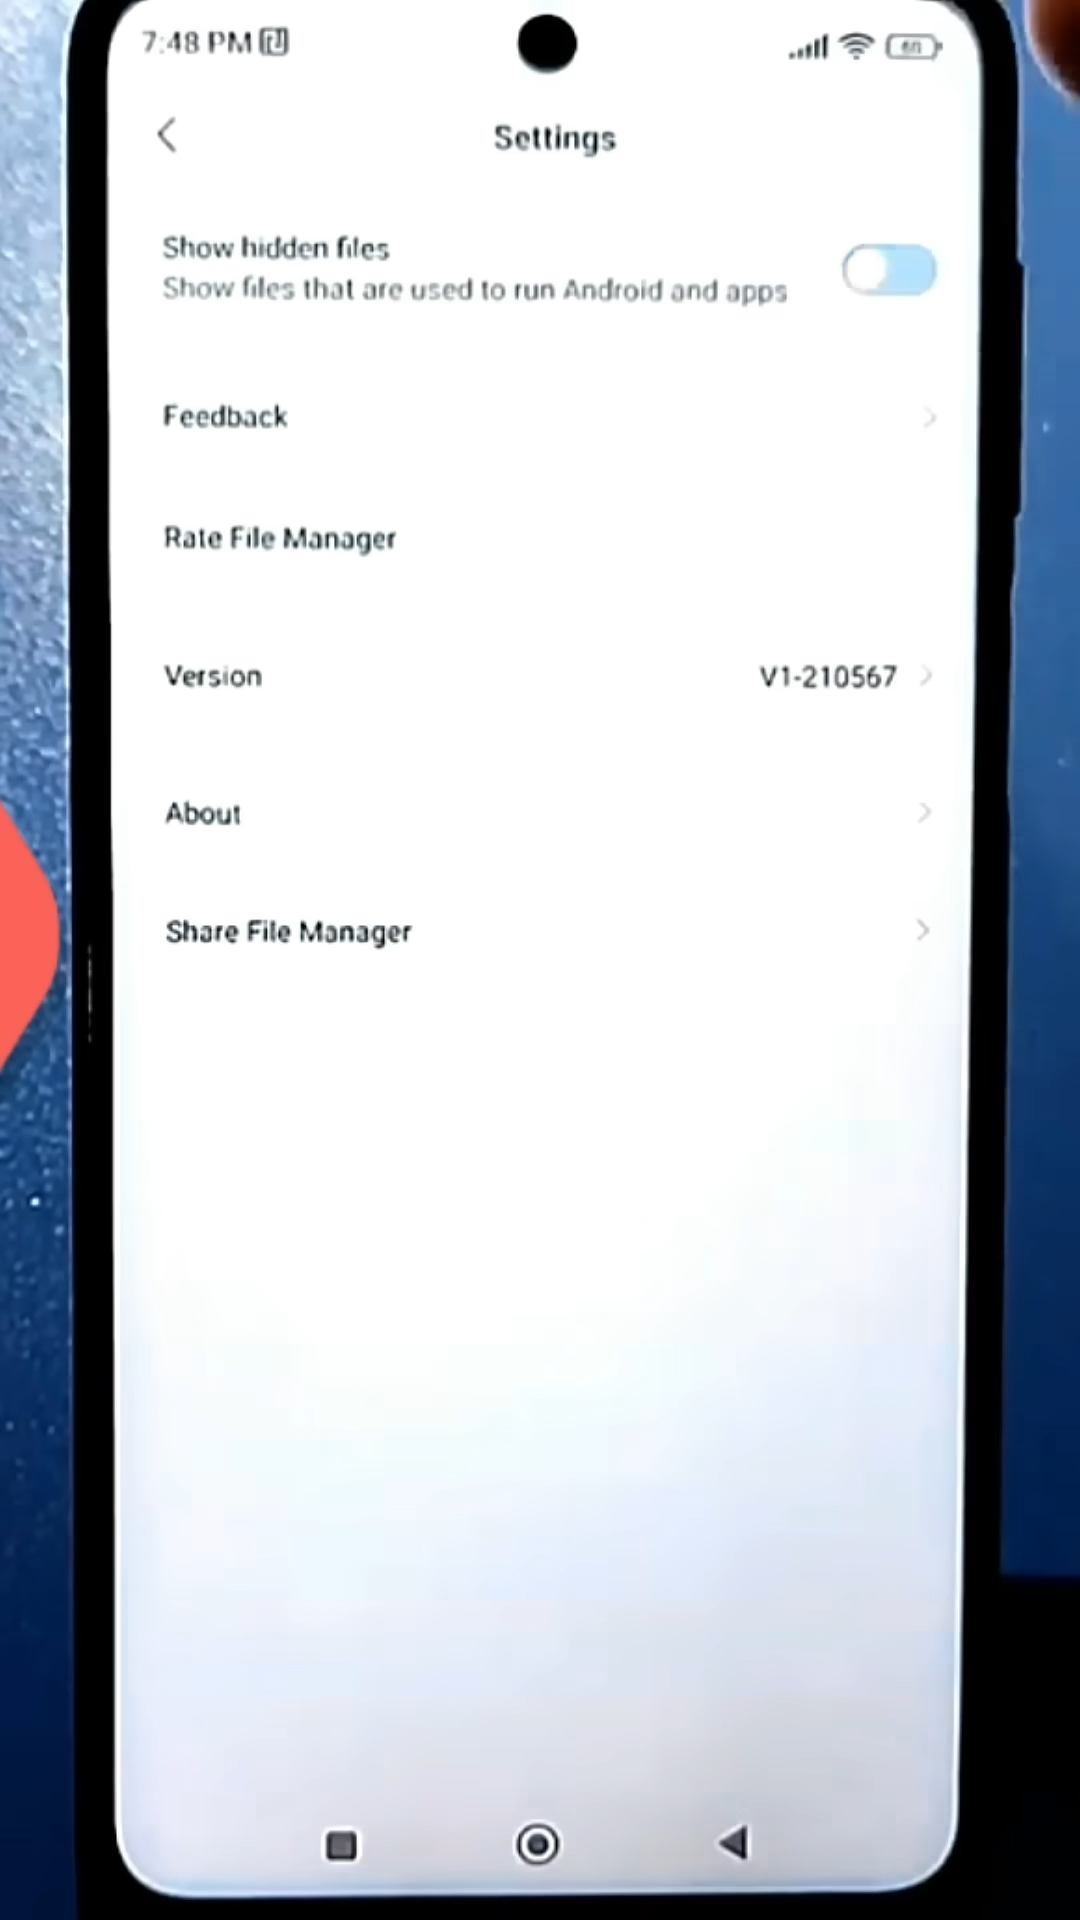 7:48 PM
60
Settings
Show hidden files
Show files that are used to run Android and apps
Feedback
Rate File Manager
Version V1-210567
About
Share File Manager